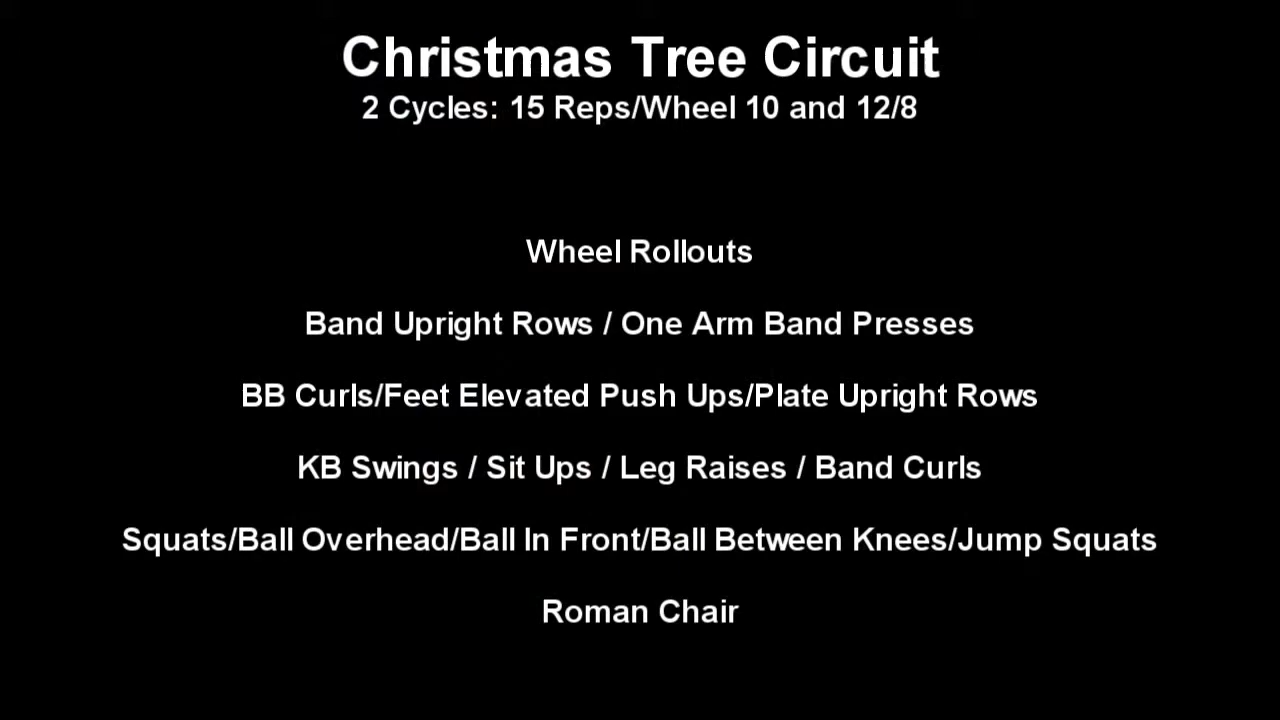 Christmas Tree Circuit
2 Cycles: 15 Reps/Wheel 10 and 12/8
Wheel Rollouts
Band Upright Rows / One Arm Band Presses
BB Curls/Feet Elevated Push Ups/Plate Upright Rows
KB Swings / Sit Ups / Leg Raises / Band Curls
Squats/Ball Overhead/Ball In Front/Ball Between Knees/Jump Squats
Roman Chair